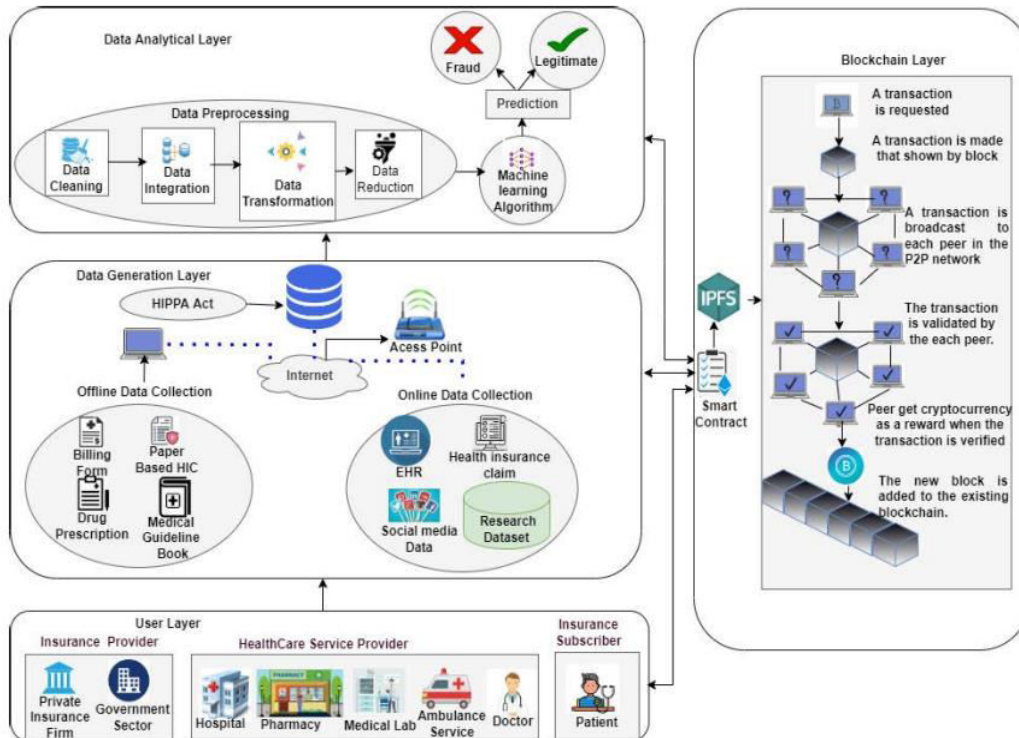 Data Analytical Layer
Fraud
Legitimate
Prediction
Data Preprocessing
Data
Cleaning
Data
Integration
Data
Transformation
Data
Reduction
Machine
learning
Algorithm
Data Generation Layer
HIPPA Act
Acess Point
Internet
Offline Data Collection
Billing
Form
Paper
Based HIC
Drug
Prescription
Medical
Guideline
Book
Online Data Collection
EHR
Health insurance
claim
Social media
Data
Research
Dataset
User Layer
Insurance Provider
Private
Insurance
Firm
Government
Sector
HealthCare Service Provider
Hospital
PHARMACY
Pharmacy
Medical Lab
Ambulance
Service
Doctor
Insurance
Subscriber
Patient
IPFS
Smart
Contract
Blockchain Layer
A transaction
is requested
A transaction is made
that shown by block
A transaction is
broadcast to
each peer in the
P2P network
? ? ? ? ?
The transaction
is validated by
the each peer.
Peer get cryptocurrency
as a reward when the
transaction is verified
The new block is
added to the existing
blockchain.